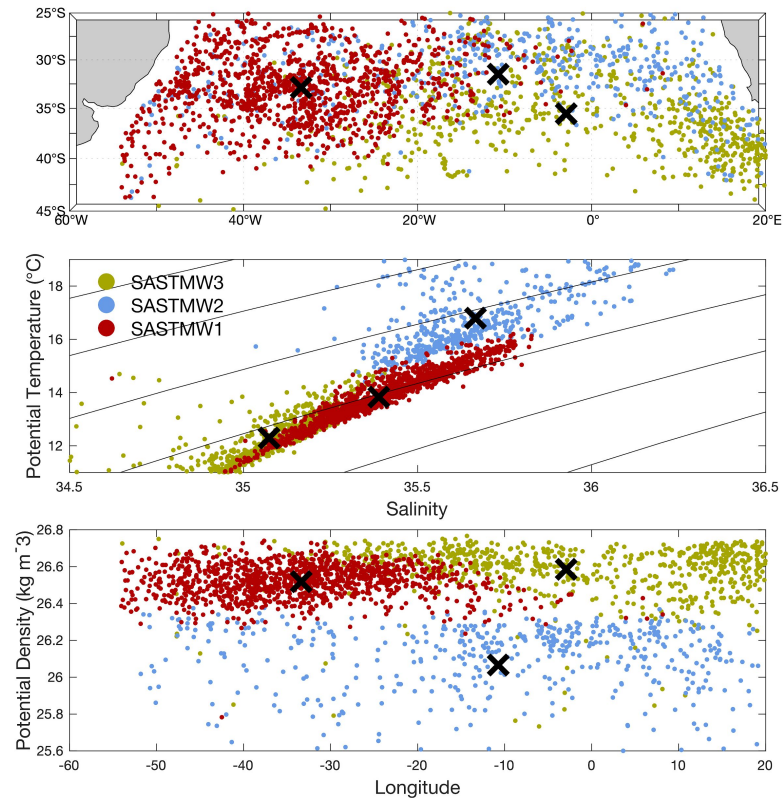 25°S
30°S
35°S
40°S
45°S
60°W
40°W
20°W
0°
20°E
Potential Temperature (°C)
18
16
14
12
SASTMW3
SASTMW2
SASTMW1
34.5
35
35.5
36
36.5
Salinity
Potential Density (kg m⁻3)
26.8
26.6
26.4
26.2
26
25.8
25.6
-60
-50
-40
-30
-20
-10
0
10
20
Longitude